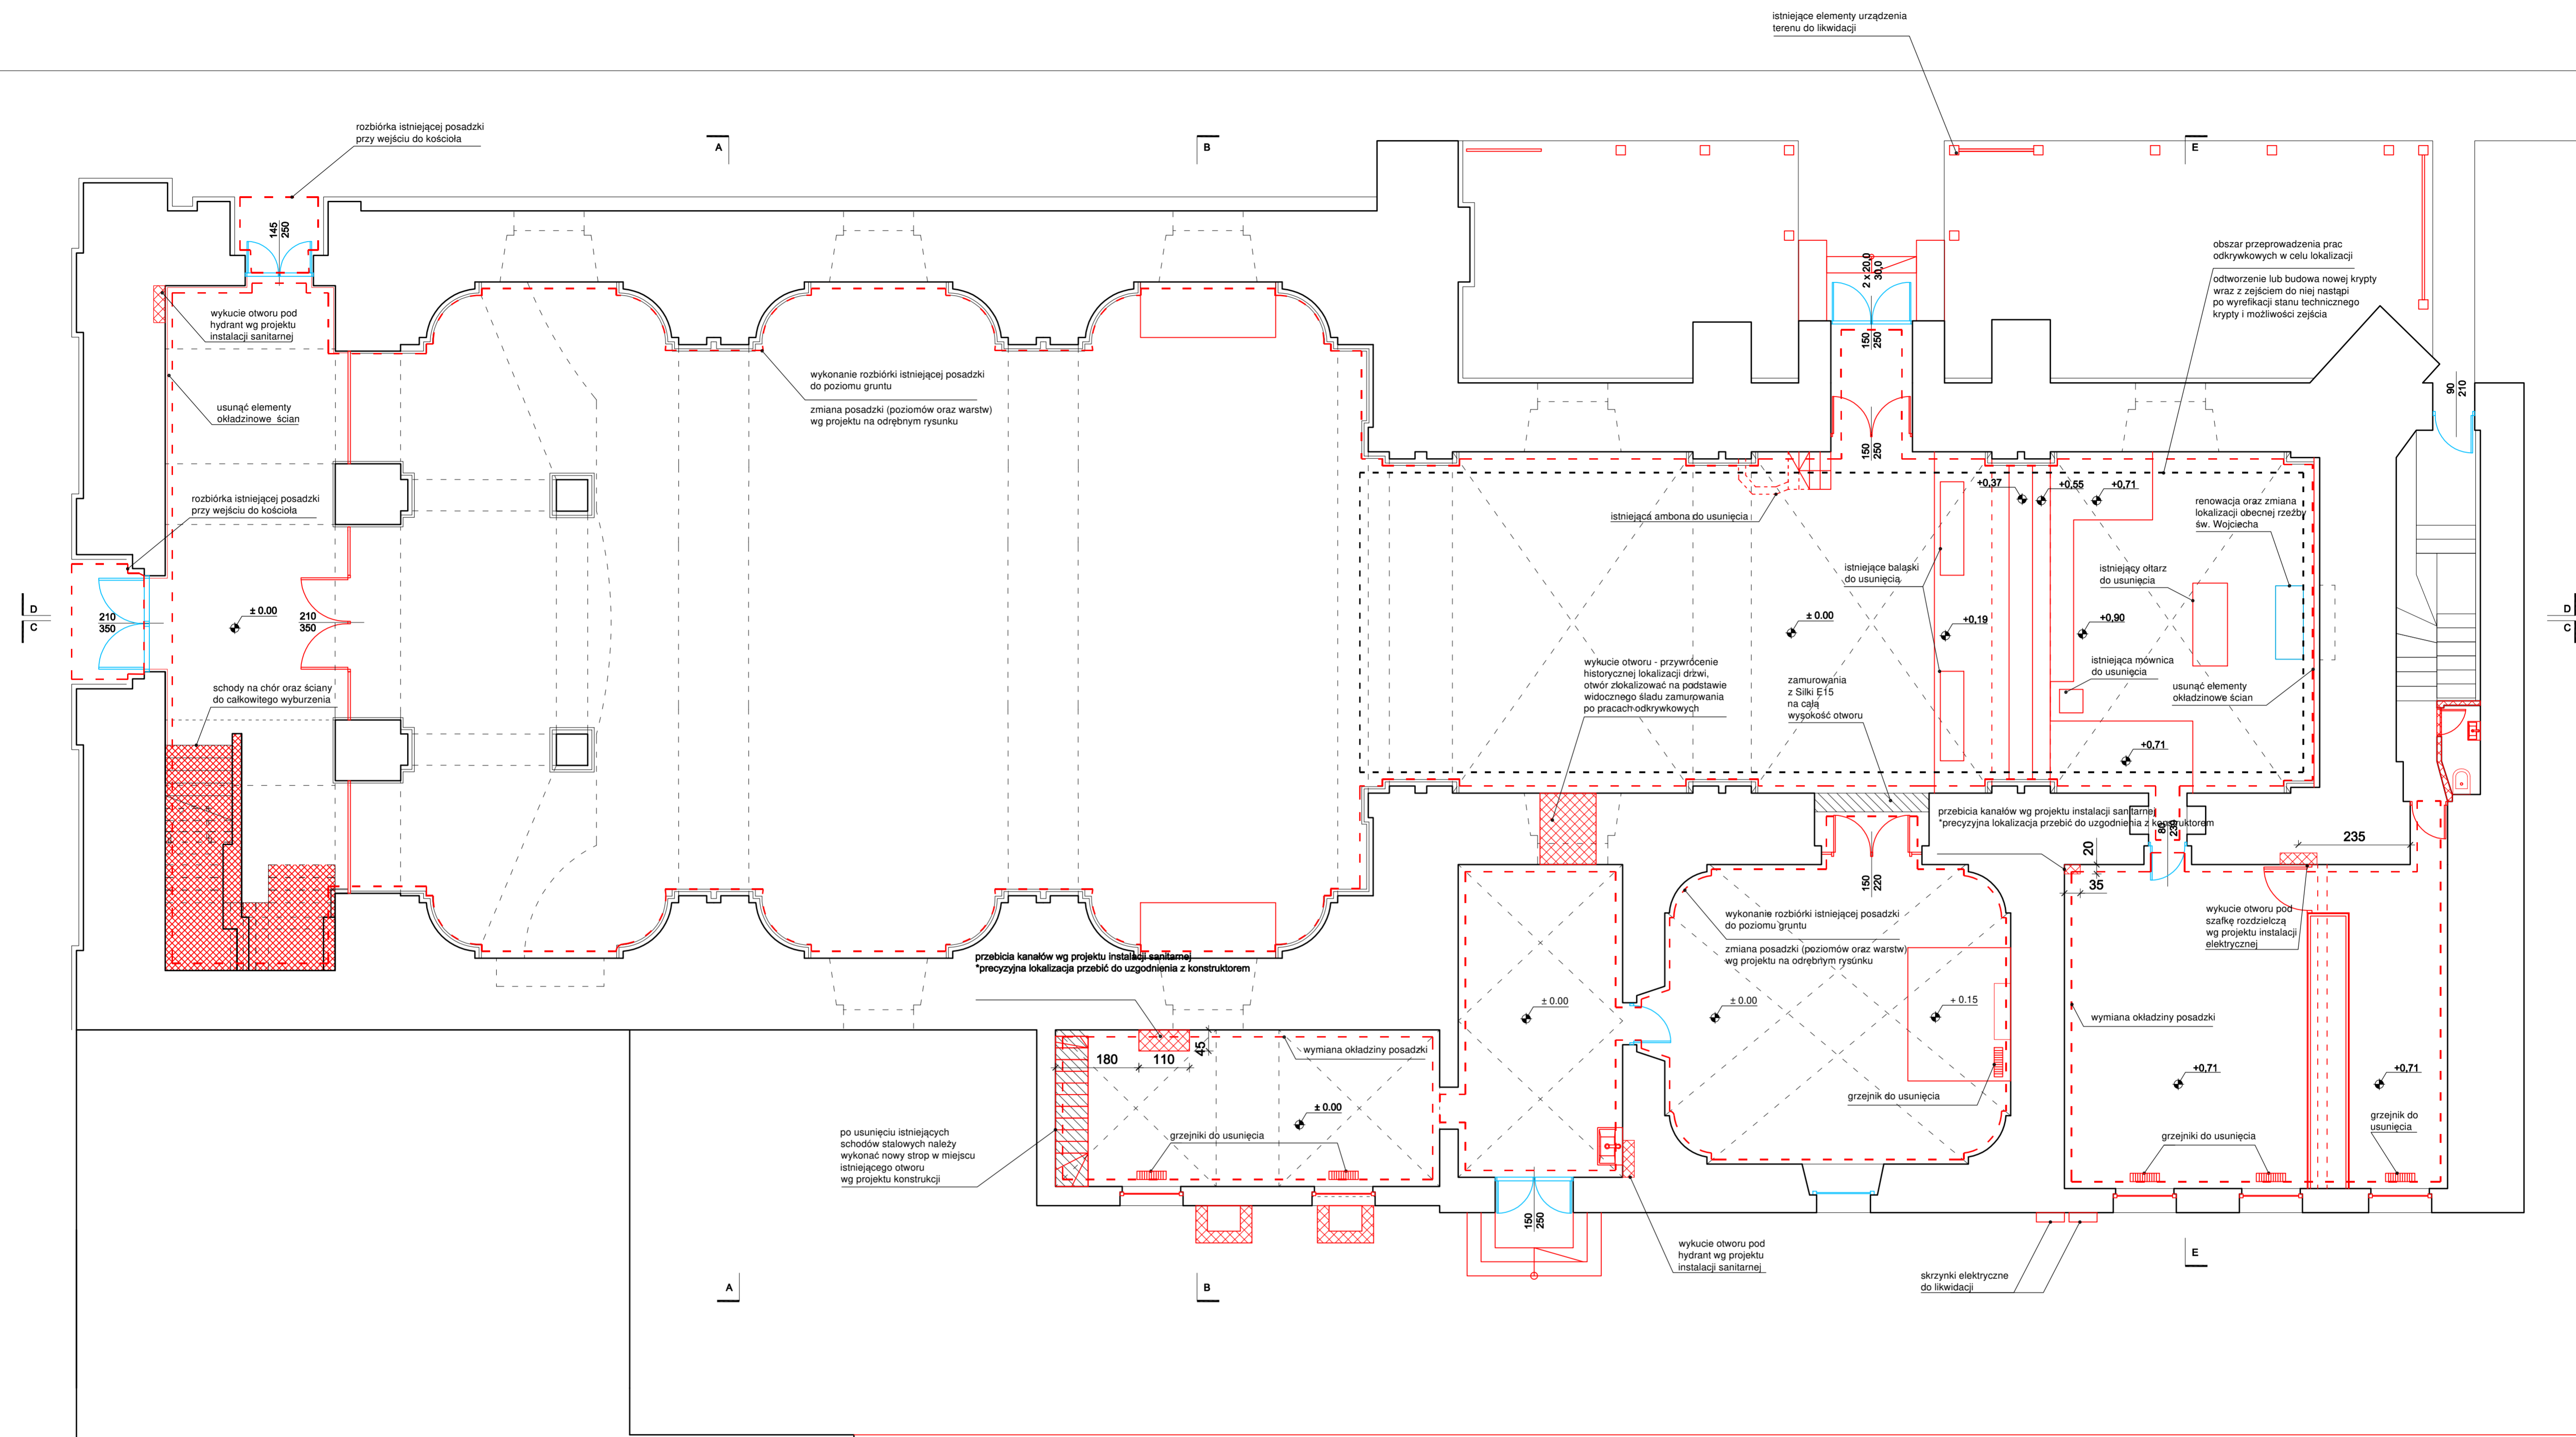 istniejące elementy urządzenia
terenu do likwidacji
rozbiórka istniejącej posadzki
przy wejściu do kościoła
A
B
E
145
250
2 x 20,0
30,0
obszar przeprowadzenia prac
odkrywkowych w celu lokalizacji
odtworzenie lub budowa nowej krypty
wraz z zejściem do niej nastąpi
po wyrefikacji stanu technicznego
krypty i możliwości zejścia
wykucie otworu pod
hydrant wg projektu
instalacji sanitarnej
150
250
wykonanie rozbiórki istniejącej posadzki
do poziomu gruntu
zmiana posadzki (poziomów oraz warstw)
wg projektu na odrębnym rysunku
90
210
usunąć elementy
okładzinowe ścian
150
250
+0,37
+0,55
+0,71
rozbiórka istniejącej posadzki
przy wejściu do kościoła
istniejąca ambona do usunięcia
renowacja oraz zmiana
lokalizacji obecnej rzeźby
św. Wojciecha
istniejące balaski
do usunięcia
istniejący ołtarz
do usunięcia
D
C
210
350
± 0.00
210
350
± 0.00
+0,19
+0,90
D
C
wykucie otworu - przywrócenie
historycznej lokalizacji drzwi,
otwór zlokalizować na podstawie
widocznego śladu zamurowania
po pracach odkrywkowych
zamurowania
z Silki E15
na całą
wysokość otworu
istniejąca mównica
do usunięcia
usunąć elementy
okładzinowe ścian
schody na chór oraz ściany
do całkowitego wyburzenia
+0,71
przebicia kanałów wg projektu instalacji sanitarnej
*precyzyjna lokalizacja przebić do uzgodnienia z konstruktorem
80
230
235
20
35
150
220
wykonanie rozbiórki istniejącej posadzki
do poziomu gruntu
zmiana posadzki (poziomów oraz warstw)
wg projektu na odrębnym rysunku
wykucie otworu pod
szafkę rozdzielczą
wg projektu instalacji
elektrycznej
przebicia kanałów wg projektu instalacji sanitarnej
*precyzyjna lokalizacja przebić do uzgodnienia z konstruktorem
± 0.00
± 0.00
+ 0.15
wymiana okładziny posadzki
180
110
45
wymiana okładziny posadzki
+0,71
+0,71
± 0.00
grzejnik do usunięcia
po usunięciu istniejących
schodów stalowych należy
wykonać nowy strop w miejscu
istniejącego otworu
wg projektu konstrukcji
grzejniki do usunięcia
grzejniki do usunięcia
grzejnik do
usunięcia
150
250
wykucie otworu pod
hydrant wg projektu
instalacji sanitarnej
skrzynki elektryczne
do likwidacji
A
B
E